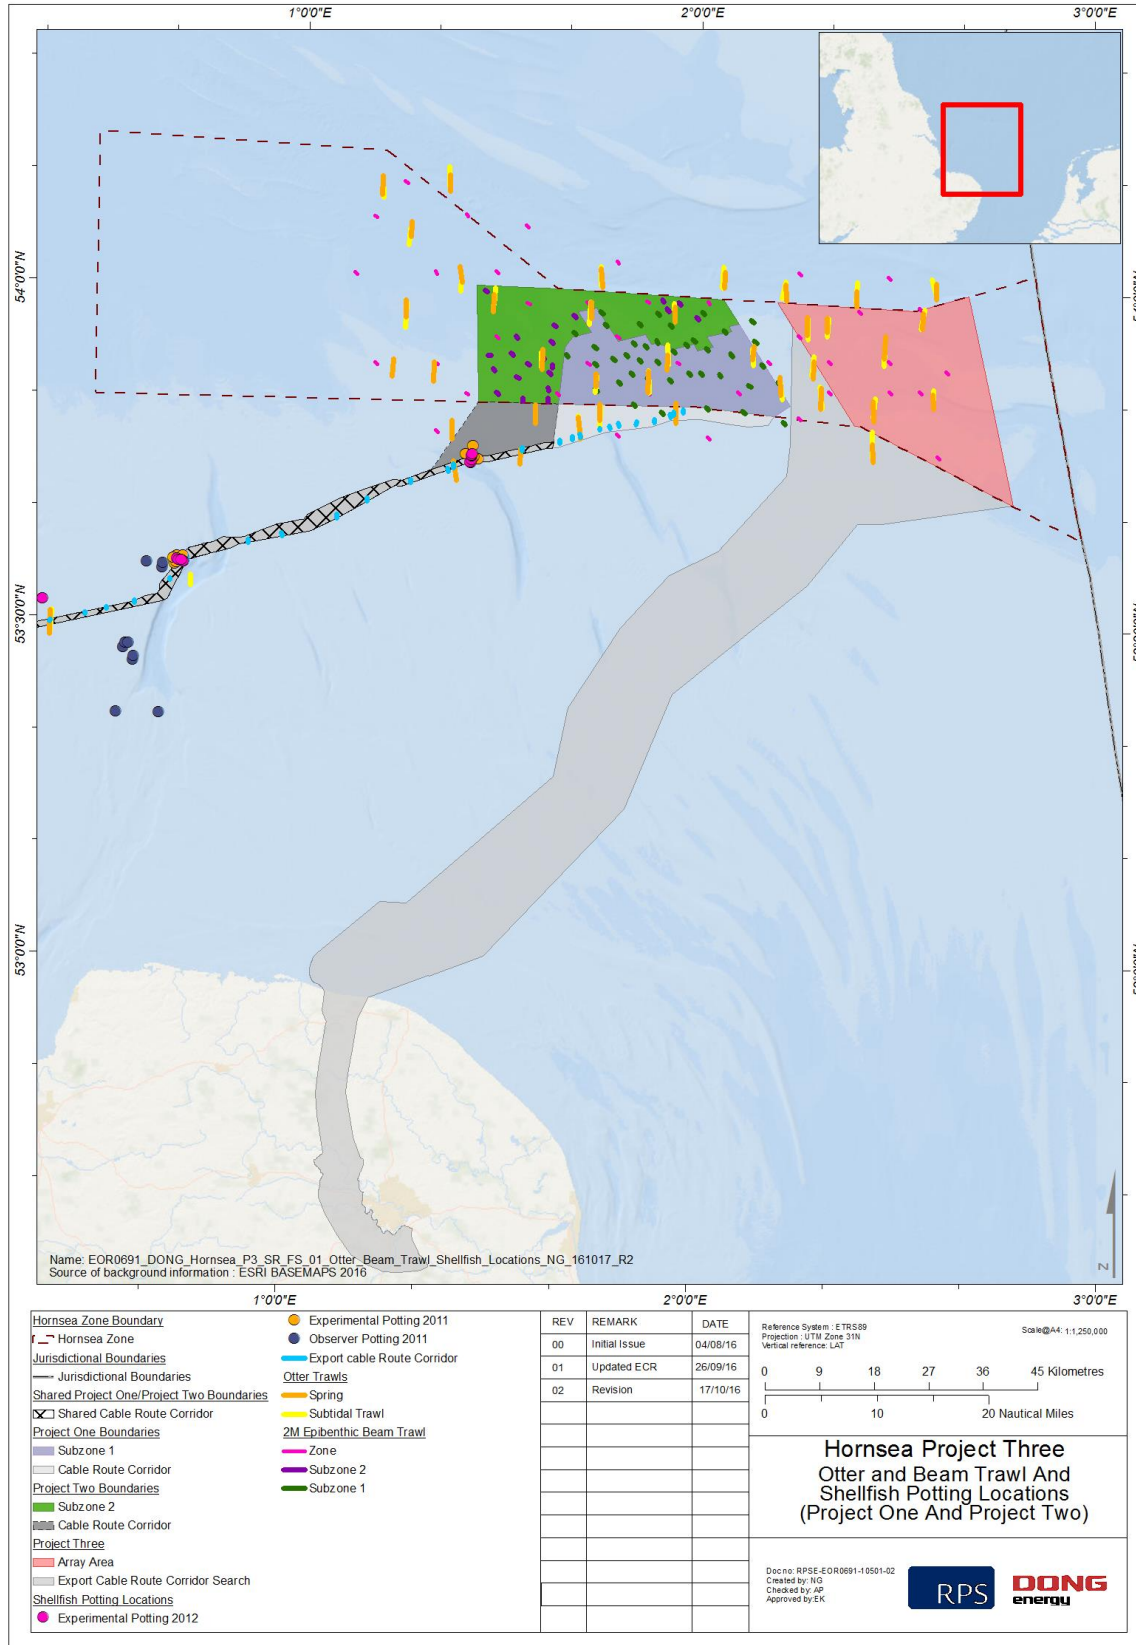 1°0'0"E 2°0'0"E 3°0'0"E
54°0'0"N
53°30'0"N
53°0'0"N
Name: EOR0691_DONG_Hornsea_P3_SR_FS_01_Otter_Beam_Trawl_Shellfish_Locations_NG_161017_R2
Source of background information : ESRI BASEMAPS 2016
N
1°0'0"E 2°0'0"E 3°0'0"E
Hornsea Zone Boundary
Hornsea Zone
Jurisdictional Boundaries
Jurisdictional Boundaries
Shared Project One/Project Two Boundaries
Shared Cable Route Corridor
Project One Boundaries
Subzone 1
Cable Route Corridor
Project Two Boundaries
Subzone 2
Cable Route Corridor
Project Three
Array Area
Export Cable Route Corridor Search
Shellfish Potting Locations
Experimental Potting 2012
Experimental Potting 2011
Observer Potting 2011
Export cable Route Corridor
Otter Trawls
Spring
Subtidal Trawl
2M Epibenthic Beam Trawl
Zone
Subzone 2
Subzone 1
REV REMARK DATE
00 Initial Issue 04/08/16
01 Updated ECR 26/09/16
02 Revision 17/10/16
Reference System : ETRS89
Projection : UTM Zone 31N
Vertical reference: LAT
Scale@A4: 1:1,250,000
0 9 18 27 36 45 Kilometres
0 10 20 Nautical Miles
Hornsea Project Three
Otter and Beam Trawl And
Shellfish Potting Locations
(Project One And Project Two)
Doc no: RPSE-EOR0691-10501-02
Created by: NG
Checked by: AP
Approved by:EK
RPS
DONG
energy